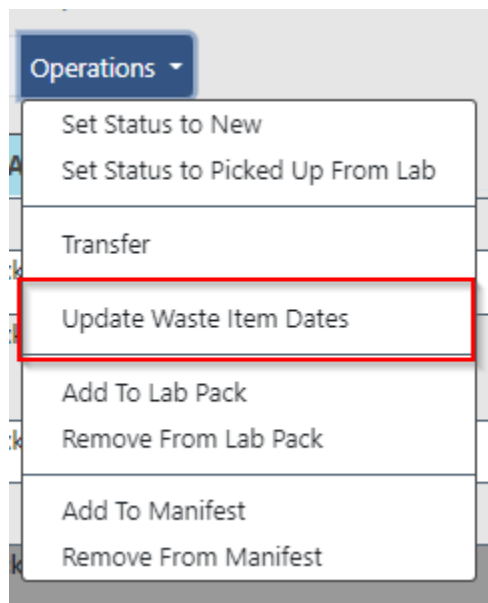 Operations
Set Status to New
Set Status to Picked Up From Lab
Transfer
Update Waste Item Dates
Add To Lab Pack
Remove From Lab Pack
Add To Manifest
Remove From Manifest